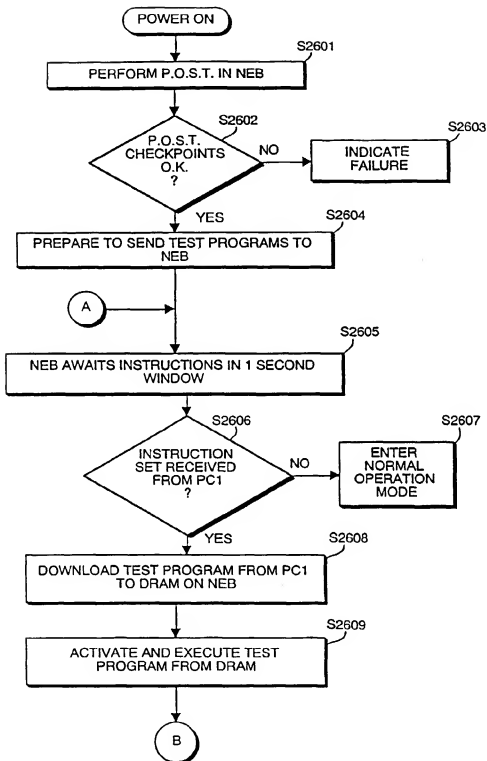 POWER ON
S2601
PERFORM P.O.S.T. IN NEB
S2602
P.O.S.T.
CHECKPOINTS
O.K.
?
NO
S2603
INDICATE
FAILURE
YES
S2604
PREPARE TO SEND TEST PROGRAMS TO
NEB
A
S2605
NEB AWAITS INSTRUCTIONS IN 1 SECOND
WINDOW
S2606
INSTRUCTION
SET RECEIVED
FROM PC1
?
NO
S2607
ENTER
NORMAL
OPERATION
MODE
YES
S2608
DOWNLOAD TEST PROGRAM FROM PC1
TO DRAM ON NEB
S2609
ACTIVATE AND EXECUTE TEST
PROGRAM FROM DRAM
B